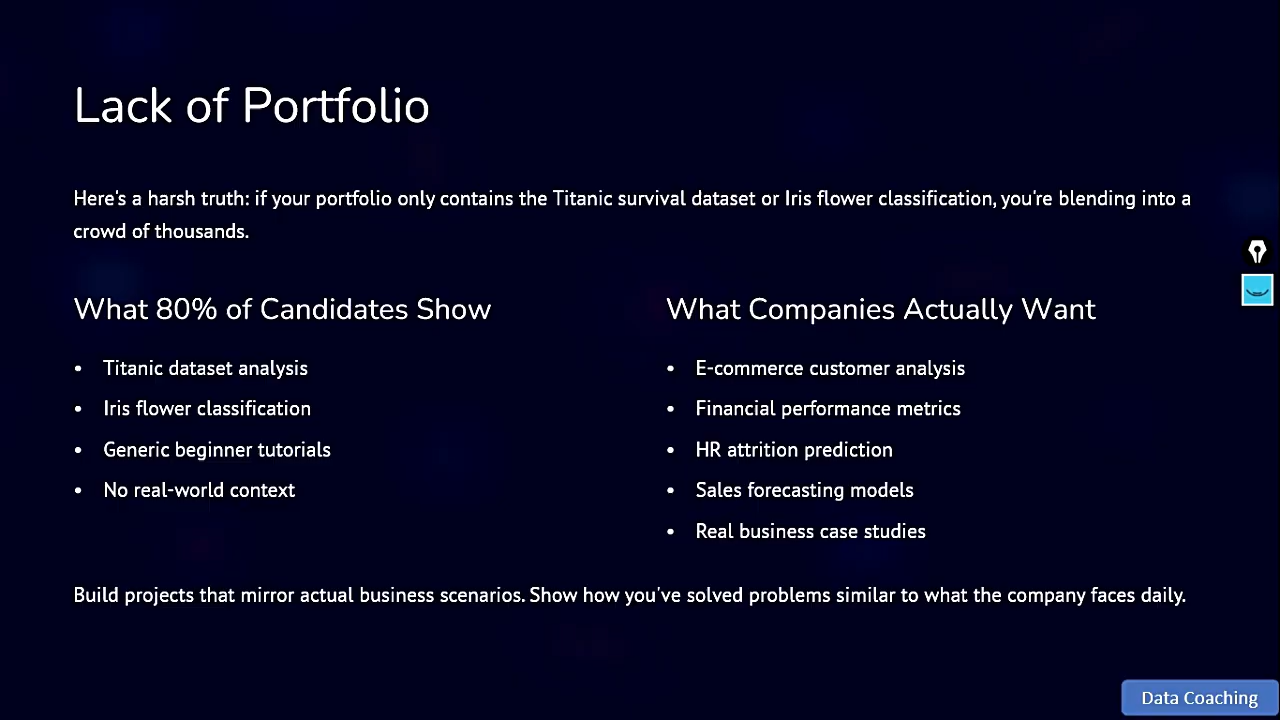 Lack of Portfolio
Here's a harsh truth: if your portfolio only contains the Titanic survival dataset or Iris flower classification, you're blending into a
crowd of thousands.
What 80% of Candidates Show
• Titanic dataset analysis
• Iris flower classification
• Generic beginner tutorials
• No real-world context
What Companies Actually Want
• E-commerce customer analysis
• Financial performance metrics
• HR attrition prediction
• Sales forecasting models
• Real business case studies
Build projects that mirror actual business scenarios. Show how you've solved problems similar to what the company faces daily.
Data Coaching